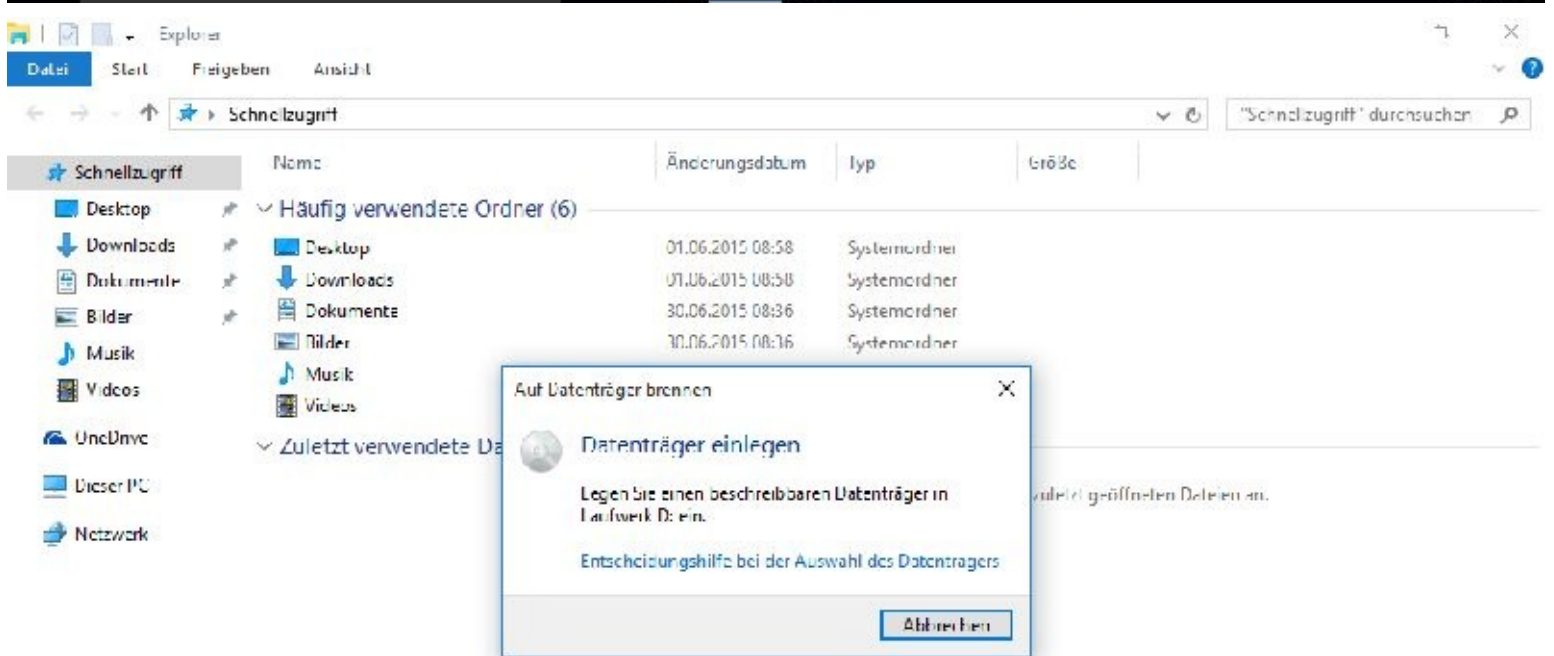 Explorer
Datei Start Freigeben Ansicht
Schnellzugriff "Schnellzugriff" durchsuchen
Schnellzugriff
Desktop
Downloads
Dokumente
Bilder
Musik
Videos
OneDrive
Dieser PC
Netzwerk
Name Änderungsdatum Typ Größe
Häufig verwendete Ordner (6)
Desktop 01.06.2015 08:58 Systemordner
Downloads 01.06.2015 08:58 Systemordner
Dokumente 30.06.2015 08:36 Systemordner
Bilder 30.06.2015 08:36 Systemordner
Musik
Videos
Zuletzt verwendete Da
zuletzt geöffneten Dateien an.
Auf Datenträger brennen
Datenträger einlegen
Legen Sie einen beschreibbaren Datenträger in
Laufwerk D: ein.
Entscheidungshilfe bei der Auswahl des Datenträgers
Abbrechen